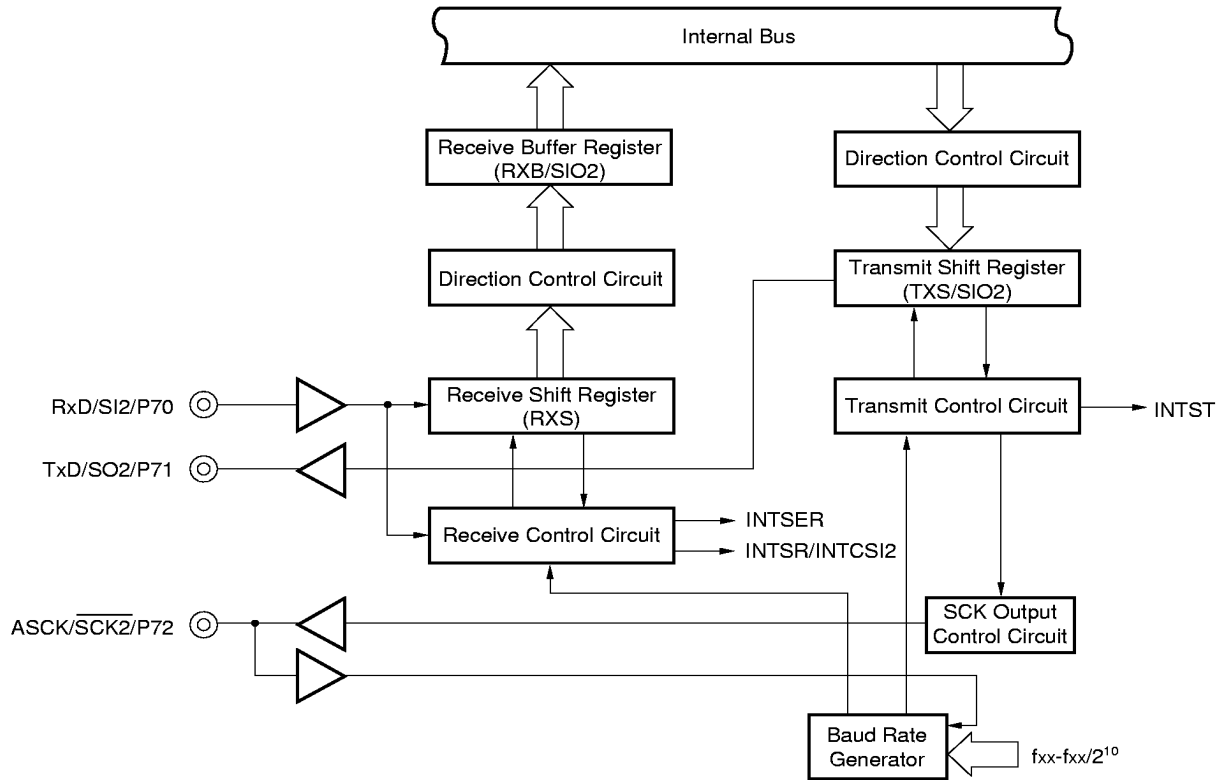 Internal Bus
Receive Buffer Register
(RXB/SIO2)
Direction Control Circuit
Direction Control Circuit
Transmit Shift Register
(TXS/SIO2)
RxD/SI2/P70
Receive Shift Register
(RXS)
Transmit Control Circuit
INTST
TxD/SO2/P71
Receive Control Circuit
INTSER
INTSR/INTCSI2
ASCK/S̅C̅K̅2̅/P72
SCK Output
Control Circuit
Baud Rate
Generator
fxx-fxx/2¹⁰